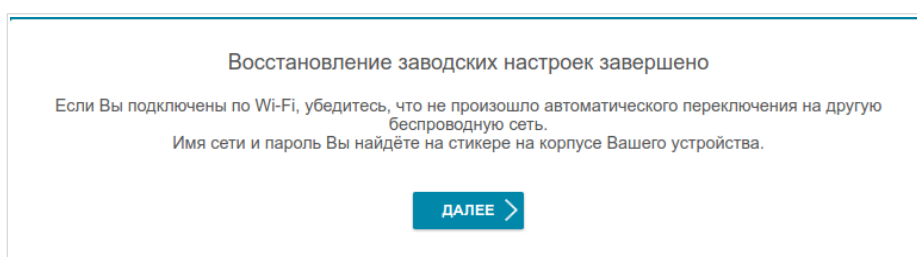 Восстановление заводских настроек завершено
Если Вы подключены по Wi-Fi, убедитесь, что не произошло автоматического переключения на другую
беспроводную сеть.
Имя сети и пароль Вы найдёте на стикере на корпусе Вашего устройства.
ДАЛЕЕ